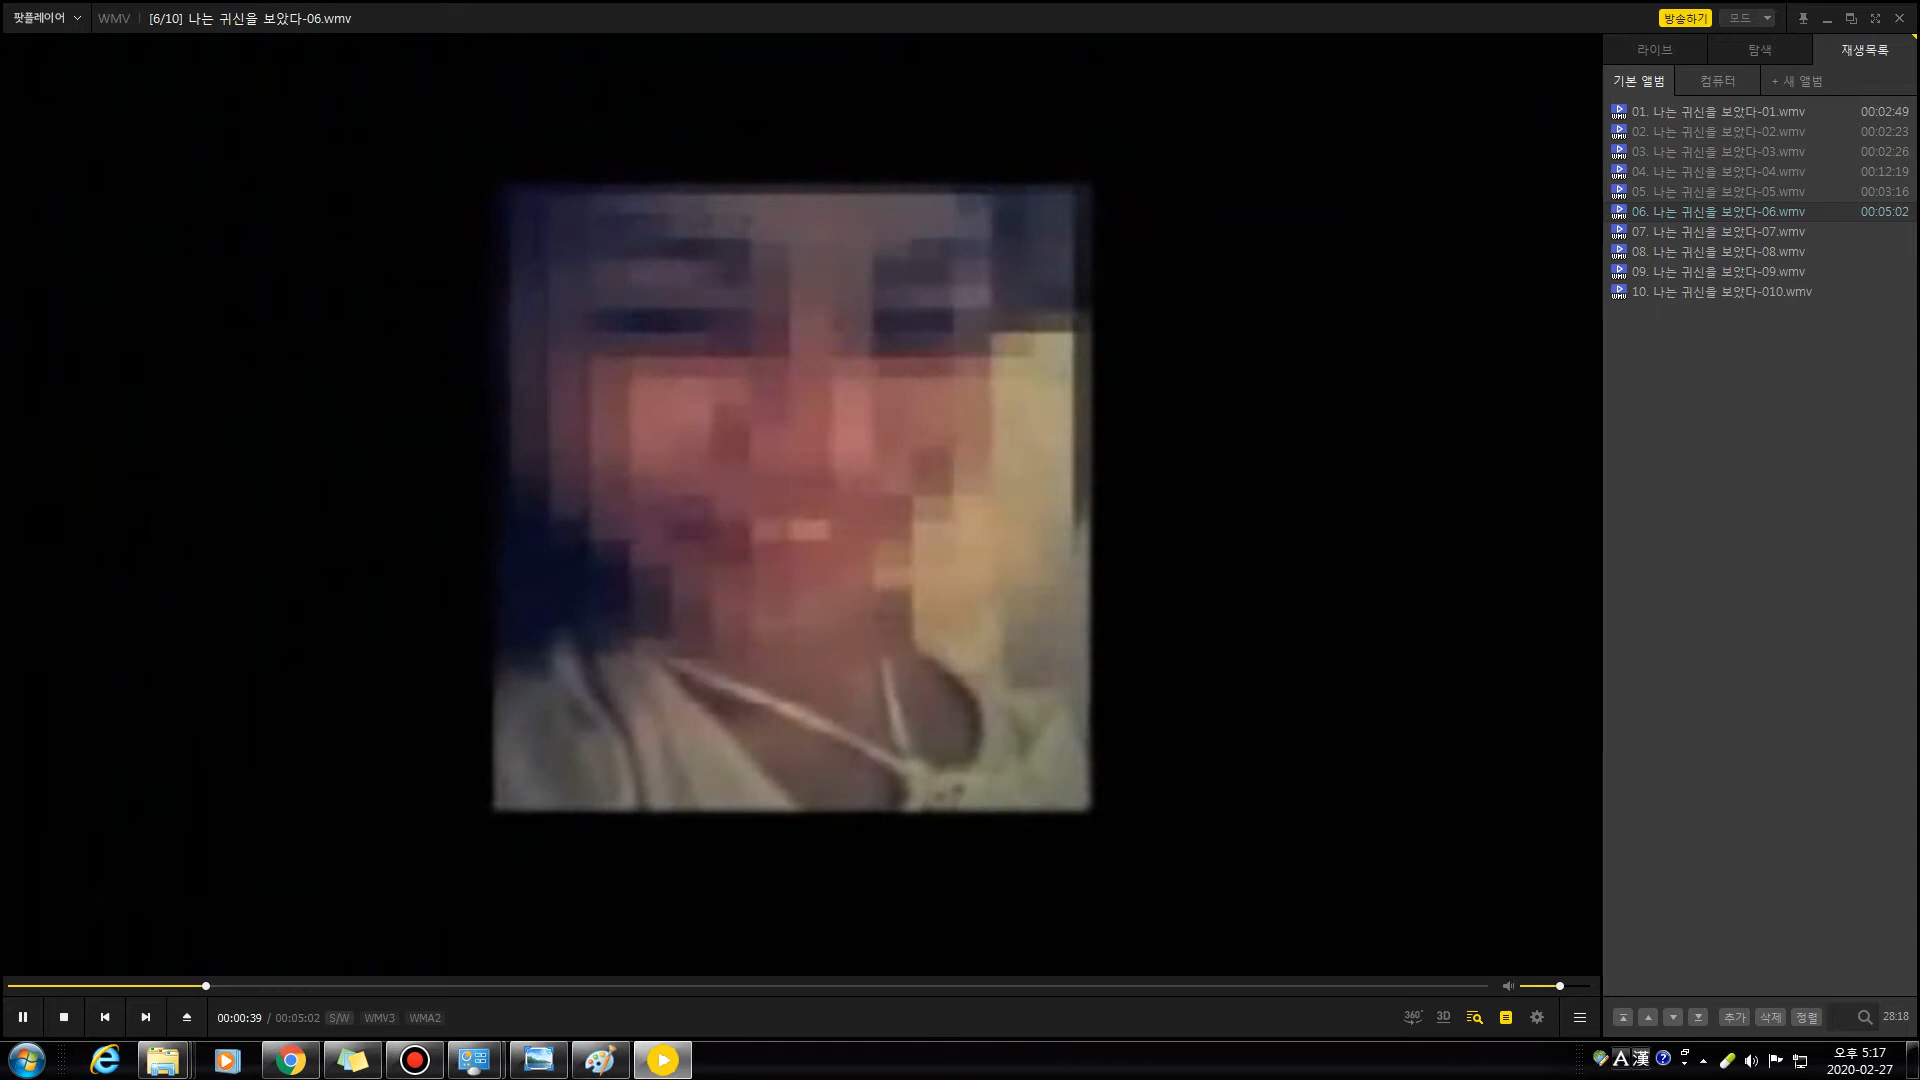 팟플레이어 WMV [6/10] 나는 귀신을 보았다-06.wmv 방송하기 모드
라이브 탐색 재생목록
기본 앨범 컴퓨터 + 새 앨범
01. 나는 귀신을 보았다-01.wmv 00:02:49
02. 나는 귀신을 보았다-02.wmv 00:02:23
03. 나는 귀신을 보았다-03.wmv 00:02:26
04. 나는 귀신을 보았다-04.wmv 00:12:19
05. 나는 귀신을 보았다-05.wmv 00:03:16
06. 나는 귀신을 보았다-06.wmv 00:05:02
07. 나는 귀신을 보았다-07.wmv
08. 나는 귀신을 보았다-08.wmv
09. 나는 귀신을 보았다-09.wmv
10. 나는 귀신을 보았다-010.wmv
00:00:39 / 00:05:02 S/W WMV3 WMA2 360° 3D 추가 삭제 정렬 28:18
A 漢 오후 5:17
2020-02-27